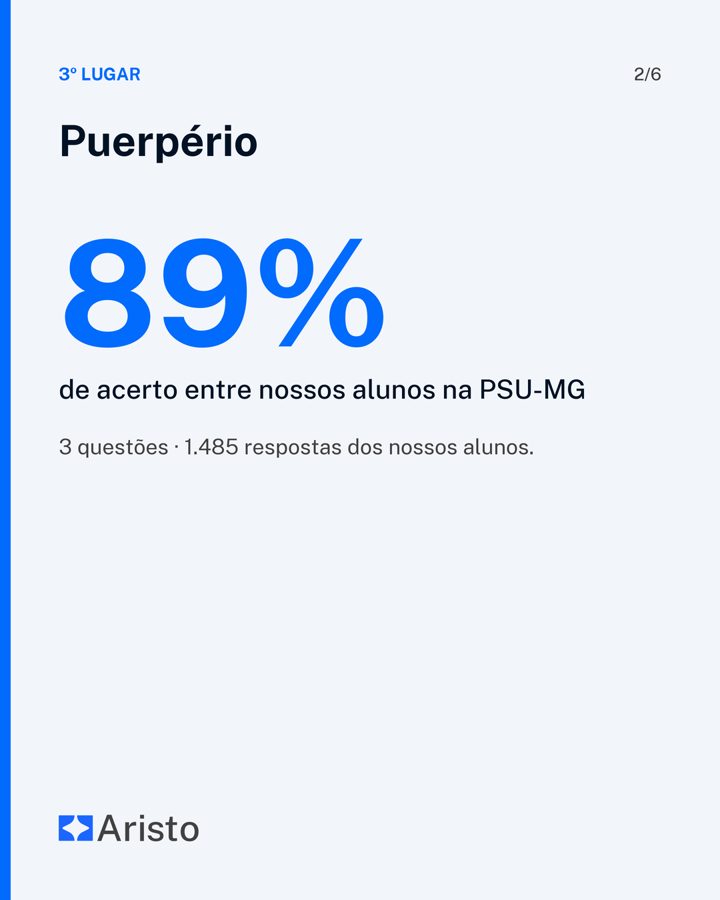 3º LUGAR
2/6
Puerpério
89%
de acerto entre nossos alunos na PSU-MG
3 questões · 1.485 respostas dos nossos alunos.
Aristo